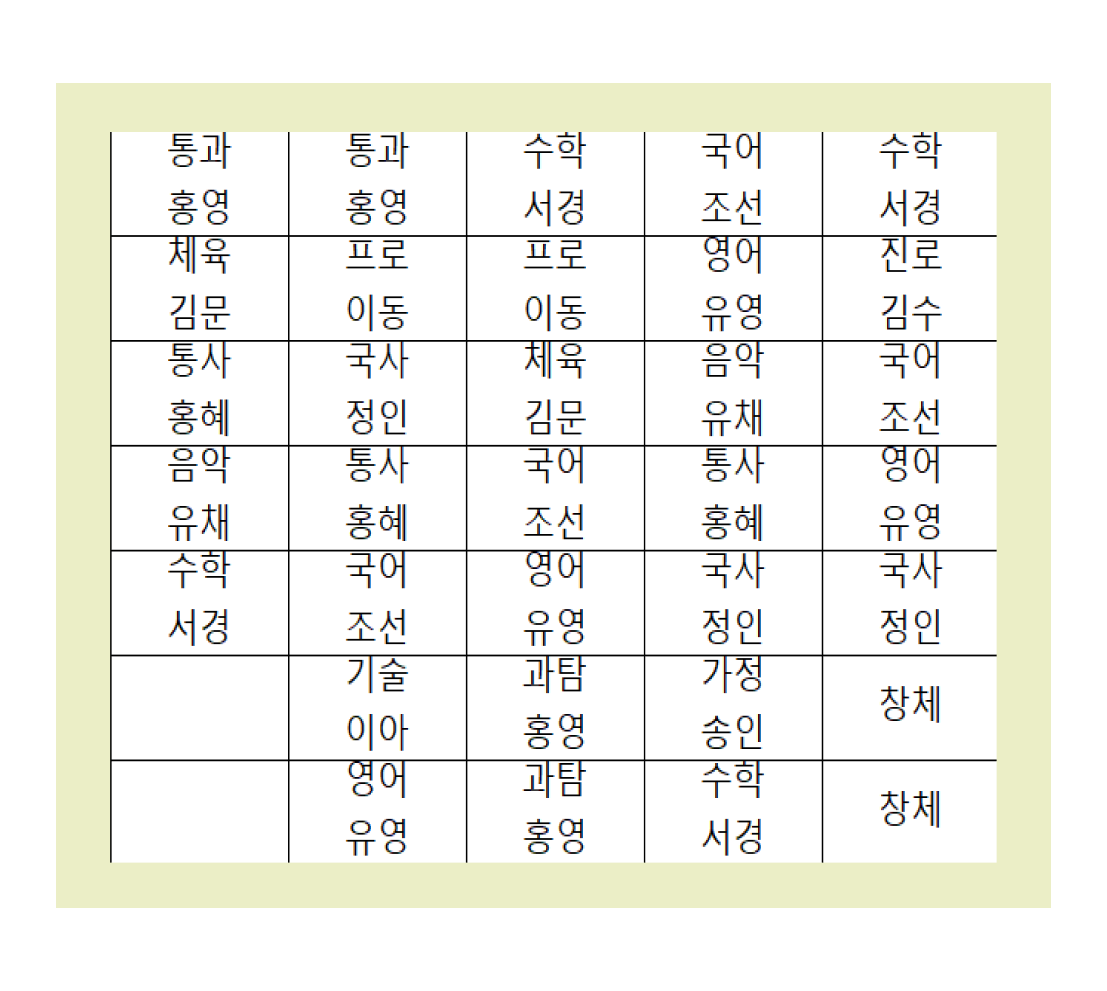 통과 통과 수학 국어 수학
홍영 홍영 서경 조선 서경
체육 프로 프로 영어 진로
김문 이동 이동 유영 김수
통사 국사 체육 음악 국어
홍혜 정인 김문 유채 조선
음악 통사 국어 통사 영어
유채 홍혜 조선 홍혜 유영
수학 국어 영어 국사 국사
서경 조선 유영 정인 정인
기술 과탐 가정 창체
이아 홍영 송인
영어 과탐 수학 창체
유영 홍영 서경